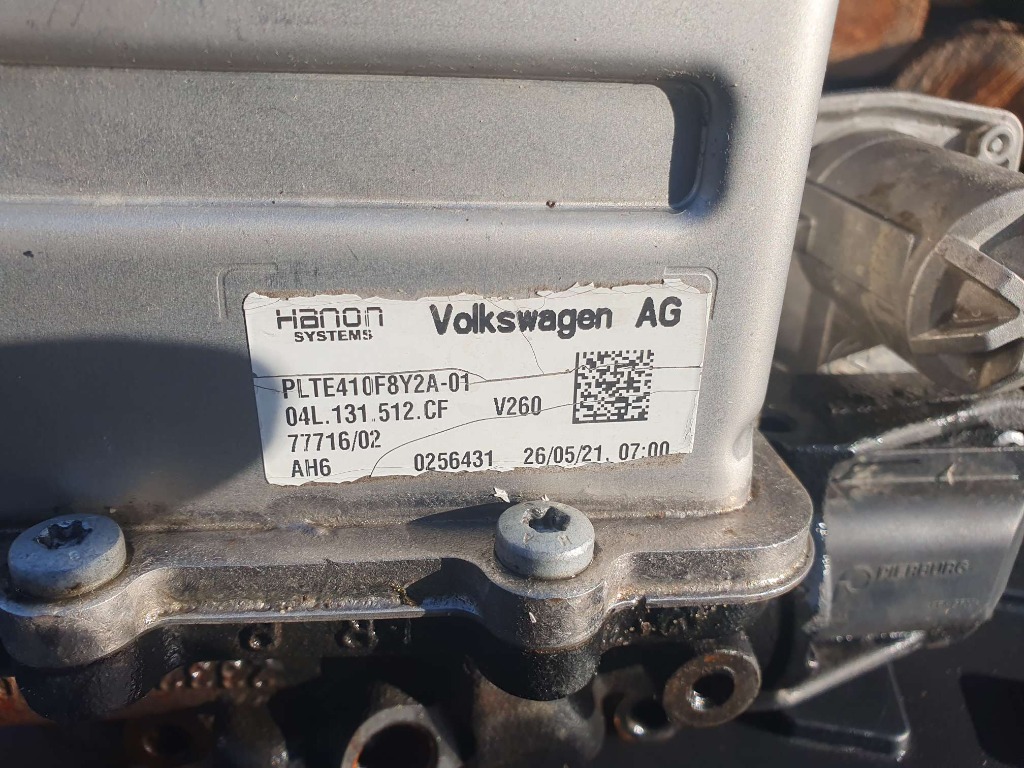 Hanon
SYSTEMS
Volkswagen AG
PLTE410F8Y2A-01
04L.131.512.CF V260
77716/02
AH6 0256431 26/05/21, 07:00
PIERBURG